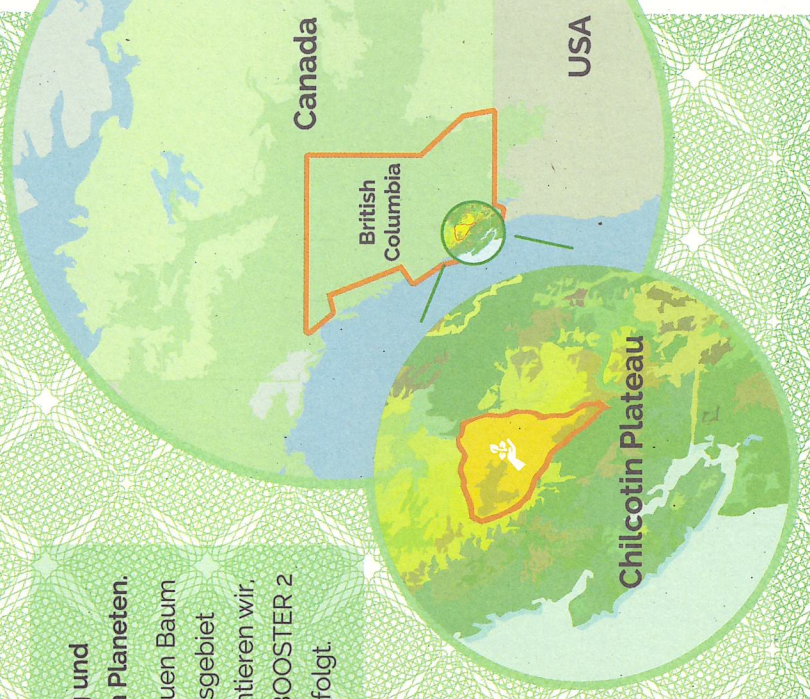 Canada
USA
British
Columbia
Chilcotin Plateau
und
Planeten.
uen Baum
sgebiet
ntieren wir,
BOOSTER 2
folgt.